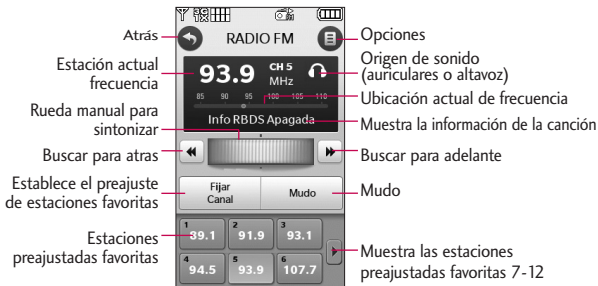 3G
1X
Atrás
RADIO FM
Opciones
Estación actual
frecuencia
93.9
CH 5
MHz
Origen de sonido
(auriculares o altavoz)
85 90 95 100 105 110
Ubicación actual de frecuencia
Rueda manual para
sintonizar
Info RBDS Apagada
Muestra la información de la canción
Buscar para atras
Buscar para adelante
Establece el preajuste
de estaciones favoritas
Fijar
Canal
Mudo
Mudo
Estaciones
preajustadas favoritas
1 89.1
2 91.9
3 93.1
4 94.5
5 93.9
6 107.7
Muestra las estaciones
preajustadas favoritas 7-12